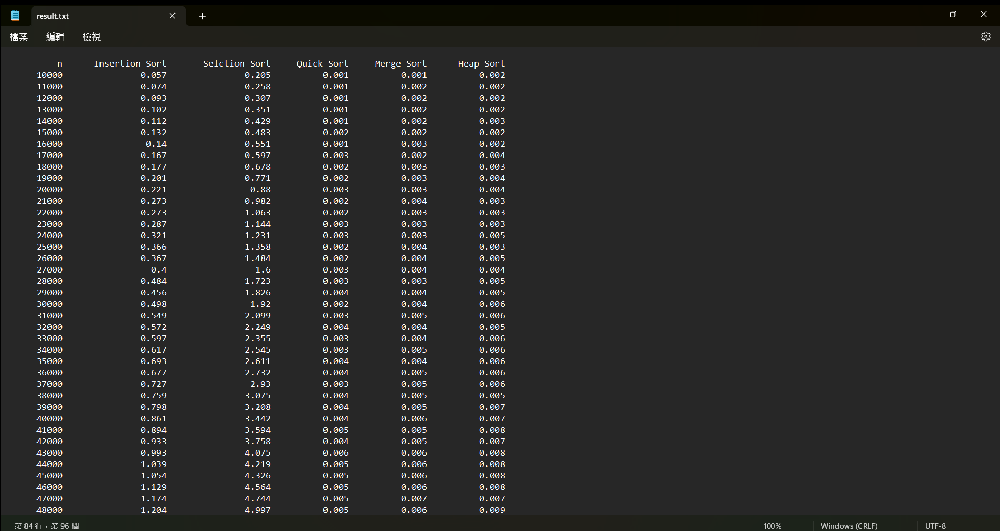 result.txt
檔案 編輯 檢視
n Insertion Sort Selction Sort Quick Sort Merge Sort Heap Sort
10000 0.057 0.205 0.001 0.001 0.002
11000 0.074 0.258 0.001 0.002 0.002
12000 0.093 0.307 0.001 0.002 0.002
13000 0.102 0.351 0.001 0.002 0.002
14000 0.112 0.429 0.001 0.002 0.003
15000 0.132 0.483 0.002 0.002 0.002
16000 0.14 0.551 0.001 0.003 0.002
17000 0.167 0.597 0.003 0.002 0.004
18000 0.177 0.678 0.002 0.003 0.003
19000 0.201 0.771 0.002 0.003 0.004
20000 0.221 0.88 0.003 0.003 0.004
21000 0.273 0.982 0.002 0.004 0.003
22000 0.273 1.063 0.002 0.003 0.003
23000 0.287 1.144 0.003 0.003 0.003
24000 0.321 1.231 0.003 0.003 0.005
25000 0.366 1.358 0.002 0.004 0.003
26000 0.367 1.484 0.002 0.004 0.005
27000 0.4 1.6 0.003 0.004 0.004
28000 0.484 1.723 0.003 0.003 0.005
29000 0.456 1.826 0.004 0.004 0.005
30000 0.498 1.92 0.002 0.004 0.006
31000 0.549 2.099 0.003 0.005 0.006
32000 0.572 2.249 0.004 0.004 0.005
33000 0.597 2.355 0.003 0.004 0.006
34000 0.617 2.545 0.003 0.005 0.006
35000 0.693 2.611 0.004 0.004 0.006
36000 0.677 2.732 0.004 0.005 0.006
37000 0.727 2.93 0.003 0.005 0.006
38000 0.759 3.075 0.004 0.005 0.005
39000 0.798 3.208 0.004 0.005 0.007
40000 0.861 3.442 0.004 0.006 0.007
41000 0.894 3.594 0.005 0.005 0.008
42000 0.933 3.758 0.004 0.005 0.007
43000 0.993 4.075 0.006 0.006 0.008
44000 1.039 4.219 0.005 0.006 0.008
45000 1.054 4.326 0.005 0.006 0.008
46000 1.129 4.564 0.005 0.006 0.008
47000 1.174 4.744 0.005 0.007 0.007
48000 1.204 4.997 0.005 0.006 0.009
第 84 行，第 96 欄 100% Windows (CRLF) UTF-8